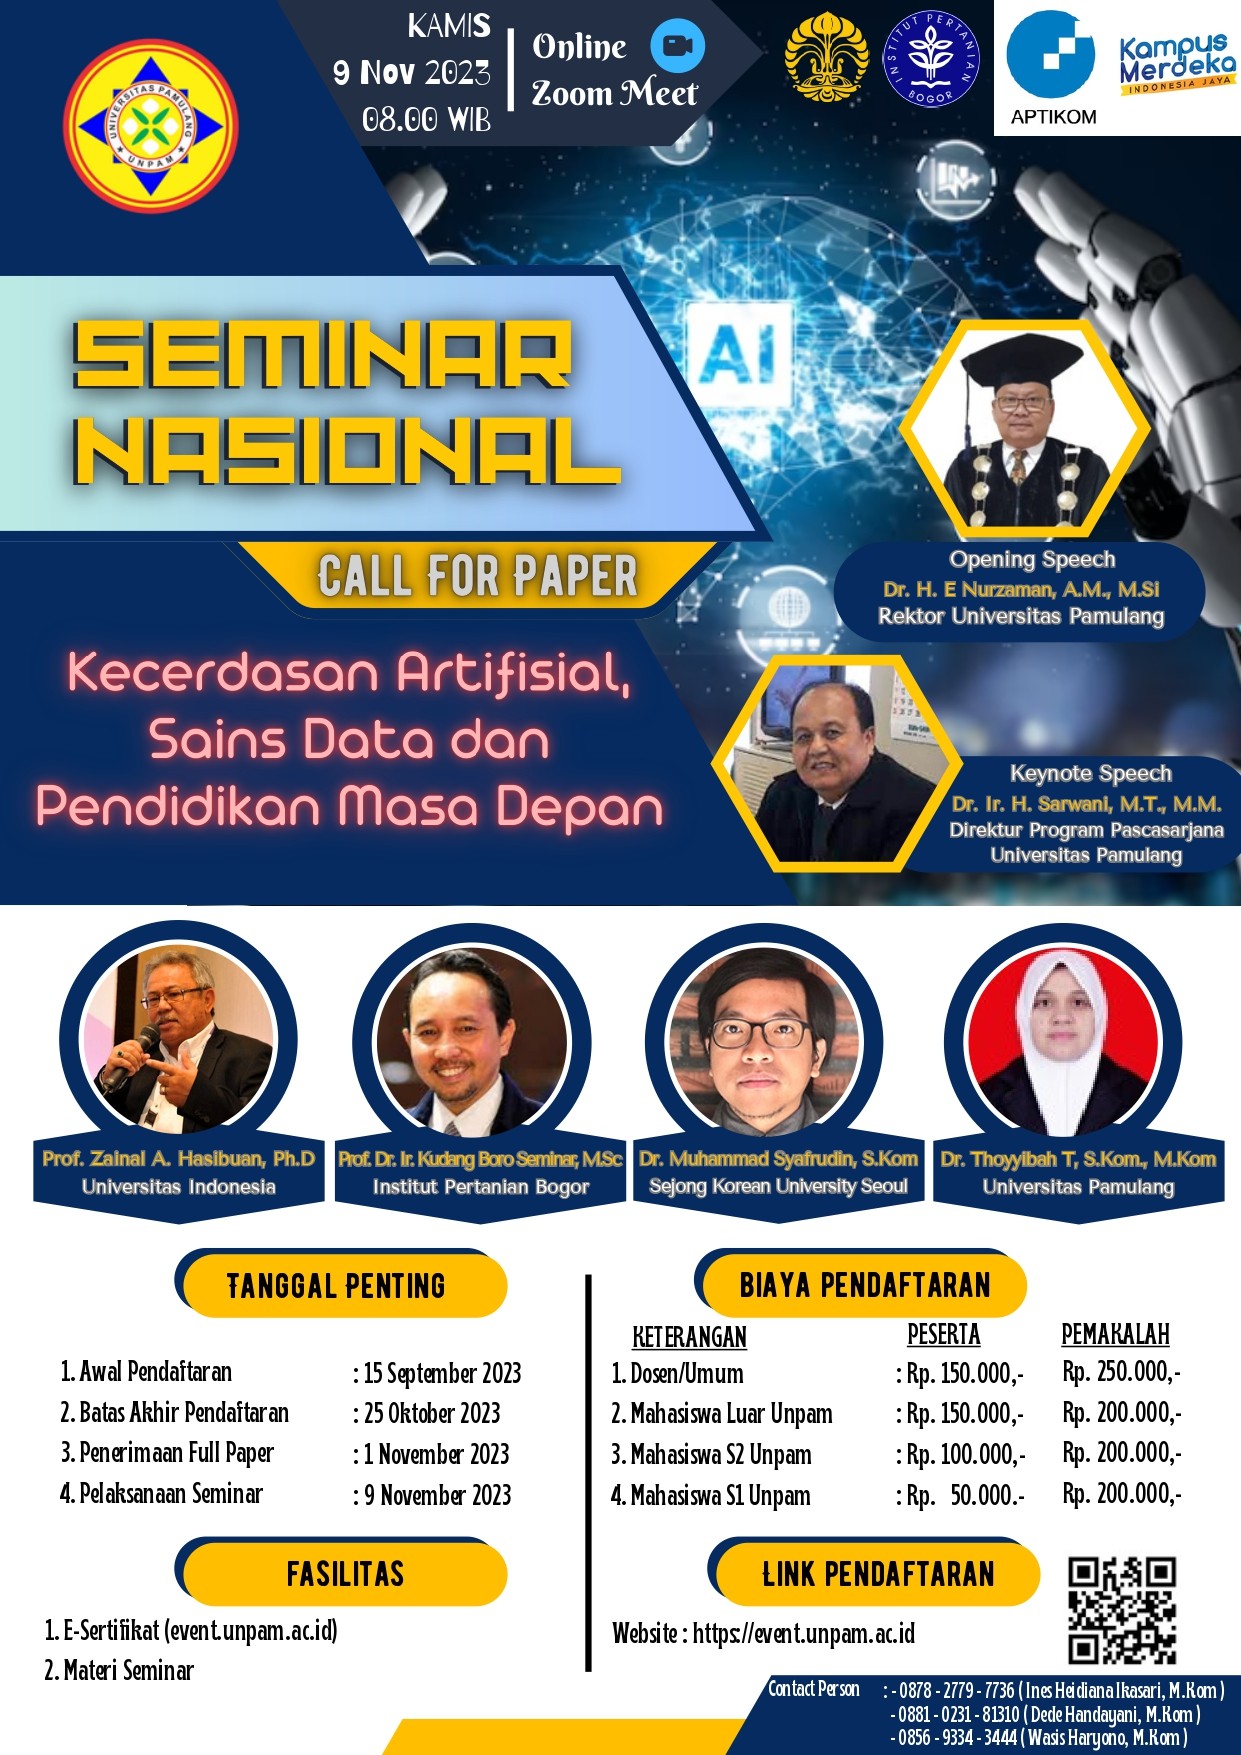 KAMIS
9 Nov 2023
08.00 WIB
Online
Zoom Meet
UNIVERSITAS PAMULANG
UNPAM
INSTITUT PERTANIAN
BOGOR
APTIKOM
Kampus
Merdeka
INDONESIA JAYA
AI
SEMINAR
NASIONAL
CALL FOR PAPER
Kecerdasan Artifisial,
Sains Data dan
Pendidikan Masa Depan
Opening Speech
Dr. H. E Nurzaman, A.M., M.Si
Rektor Universitas Pamulang
Keynote Speech
Dr. Ir. H. Sarwani, M.T., M.M.
Direktur Program Pascasarjana
Universitas Pamulang
Prof. Zainal A. Hasibuan, Ph.D
Universitas Indonesia
Prof. Dr. Ir. Kudang Boro Seminar, M.Sc
Institut Pertanian Bogor
Dr. Muhammad Syafrudin, S.Kom
Sejong Korean University Seoul
Dr. Thoyyibah T, S.Kom., M.Kom
Universitas Pamulang
TANGGAL PENTING
1. Awal Pendaftaran : 15 September 2023
2. Batas Akhir Pendaftaran : 25 Oktober 2023
3. Penerimaan Full Paper : 1 November 2023
4. Pelaksanaan Seminar : 9 November 2023
BIAYA PENDAFTARAN
KETERANGAN PESERTA PEMAKALAH
1. Dosen/Umum : Rp. 150.000,- Rp. 250.000,-
2. Mahasiswa Luar Unpam : Rp. 150.000,- Rp. 200.000,-
3. Mahasiswa S2 Unpam : Rp. 100.000,- Rp. 200.000,-
4. Mahasiswa S1 Unpam : Rp. 50.000.- Rp. 200.000,-
FASILITAS
1. E-Sertifikat (event.unpam.ac.id)
2. Materi Seminar
LINK PENDAFTARAN
Website : https://event.unpam.ac.id
Contact Person : - 0878 - 2779 - 7736 ( Ines Heidiana Ikasari, M.Kom )
- 0881 - 0231 - 81310 ( Dede Handayani, M.Kom )
- 0856 - 9334 - 3444 ( Wasis Haryono, M.Kom )